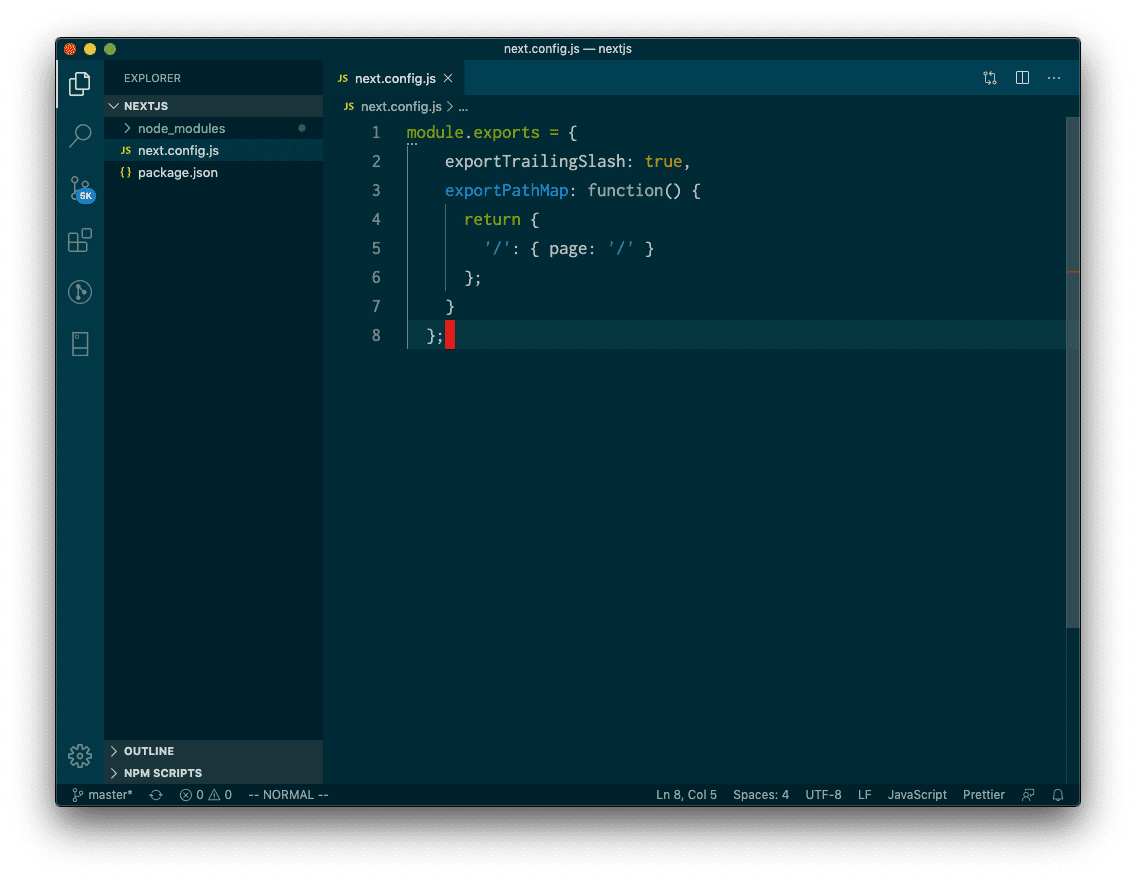 next.config.js — nextjs
EXPLORER
NEXTJS
node_modules
JS next.config.js
{} package.json
OUTLINE
NPM SCRIPTS
5K
JS next.config.js
JS next.config.js > ...
1 module.exports = {
2 exportTrailingSlash: true,
3 exportPathMap: function() {
4 return {
5 '/': { page: '/' }
6 };
7 }
8 };
master* 0 0 -- NORMAL -- Ln 8, Col 5 Spaces: 4 UTF-8 LF JavaScript Prettier